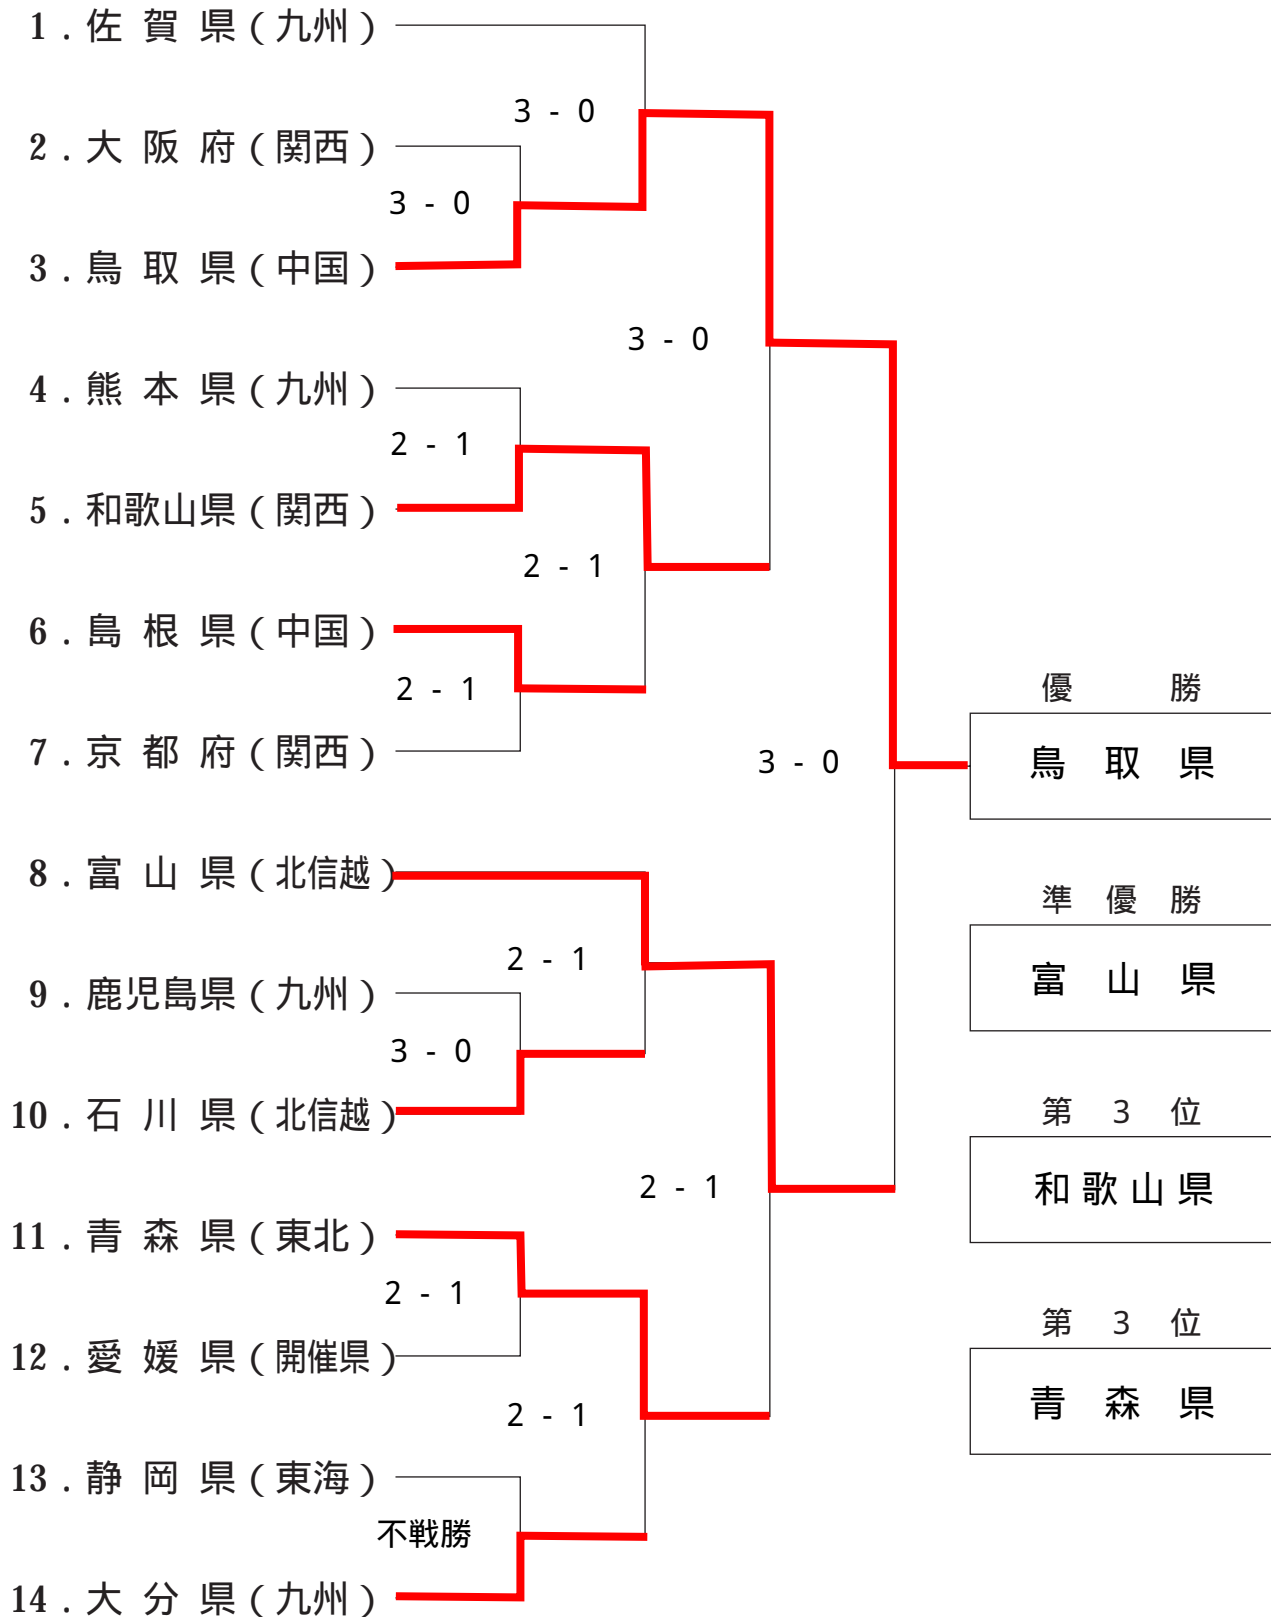 1．佐賀県（九州）
3 - 0
2．大阪府（関西）
3 - 0
3．鳥取県（中国）
3 - 0
4．熊本県（九州）
2 - 1
5．和歌山県（関西）
2 - 1
6．島根県（中国）
2 - 1
優勝
7．京都府（関西）
3 - 0
鳥取県
8．富山県（北信越）
準優勝
2 - 1
富山県
9．鹿児島県（九州）
3 - 0
10．石川県（北信越）
第3位
2 - 1
和歌山県
11．青森県（東北）
2 - 1
第3位
12．愛媛県（開催県）
青森県
2 - 1
13．静岡県（東海）
不戦勝
14．大分県（九州）